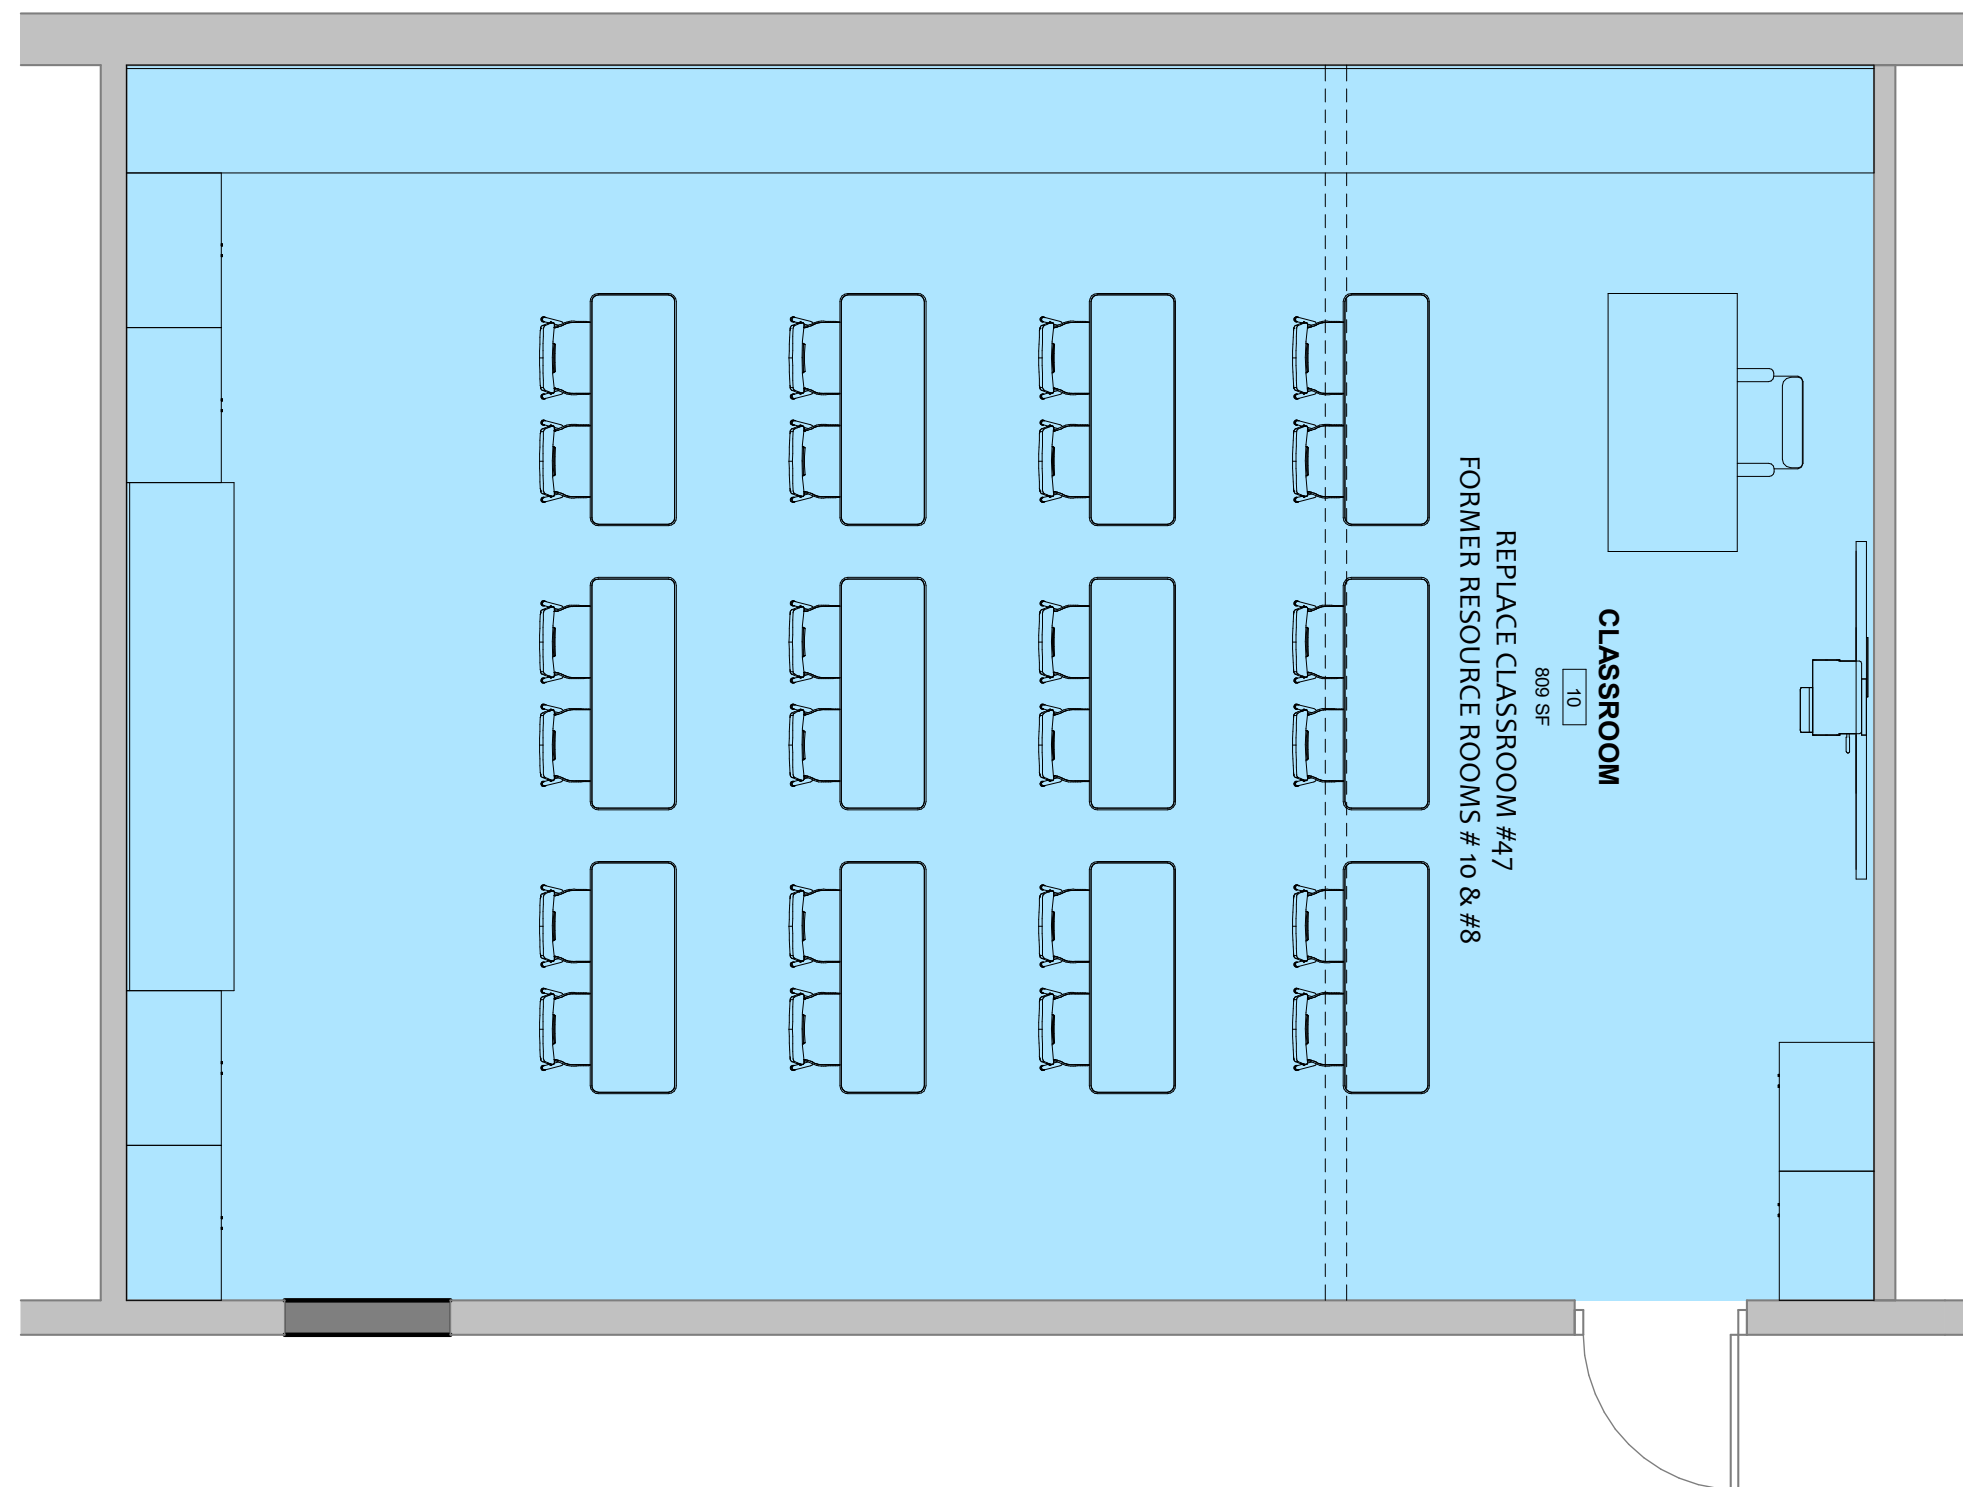 CLASSROOM
10
809 SF
REPLACE CLASSROOM #47
FORMER RESOURCE ROOMS # 10 & #8